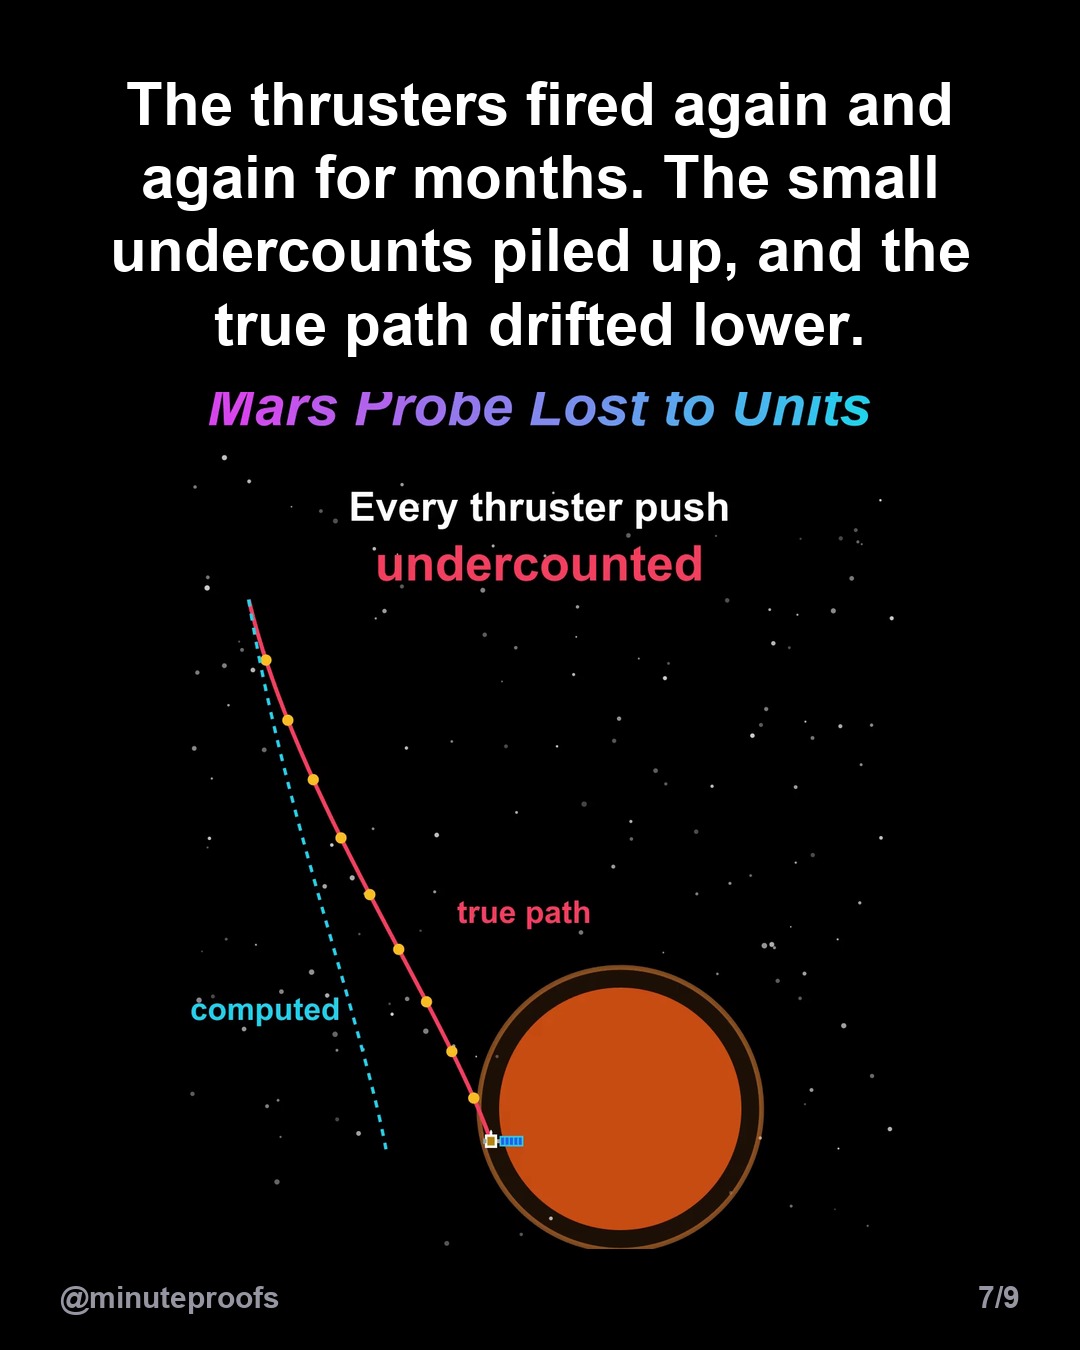 The thrusters fired again and
again for months. The small
undercounts piled up, and the
true path drifted lower.
Mars Probe Lost to Units
Every thruster push
undercounted
true path
computed
@minuteproofs
7/9